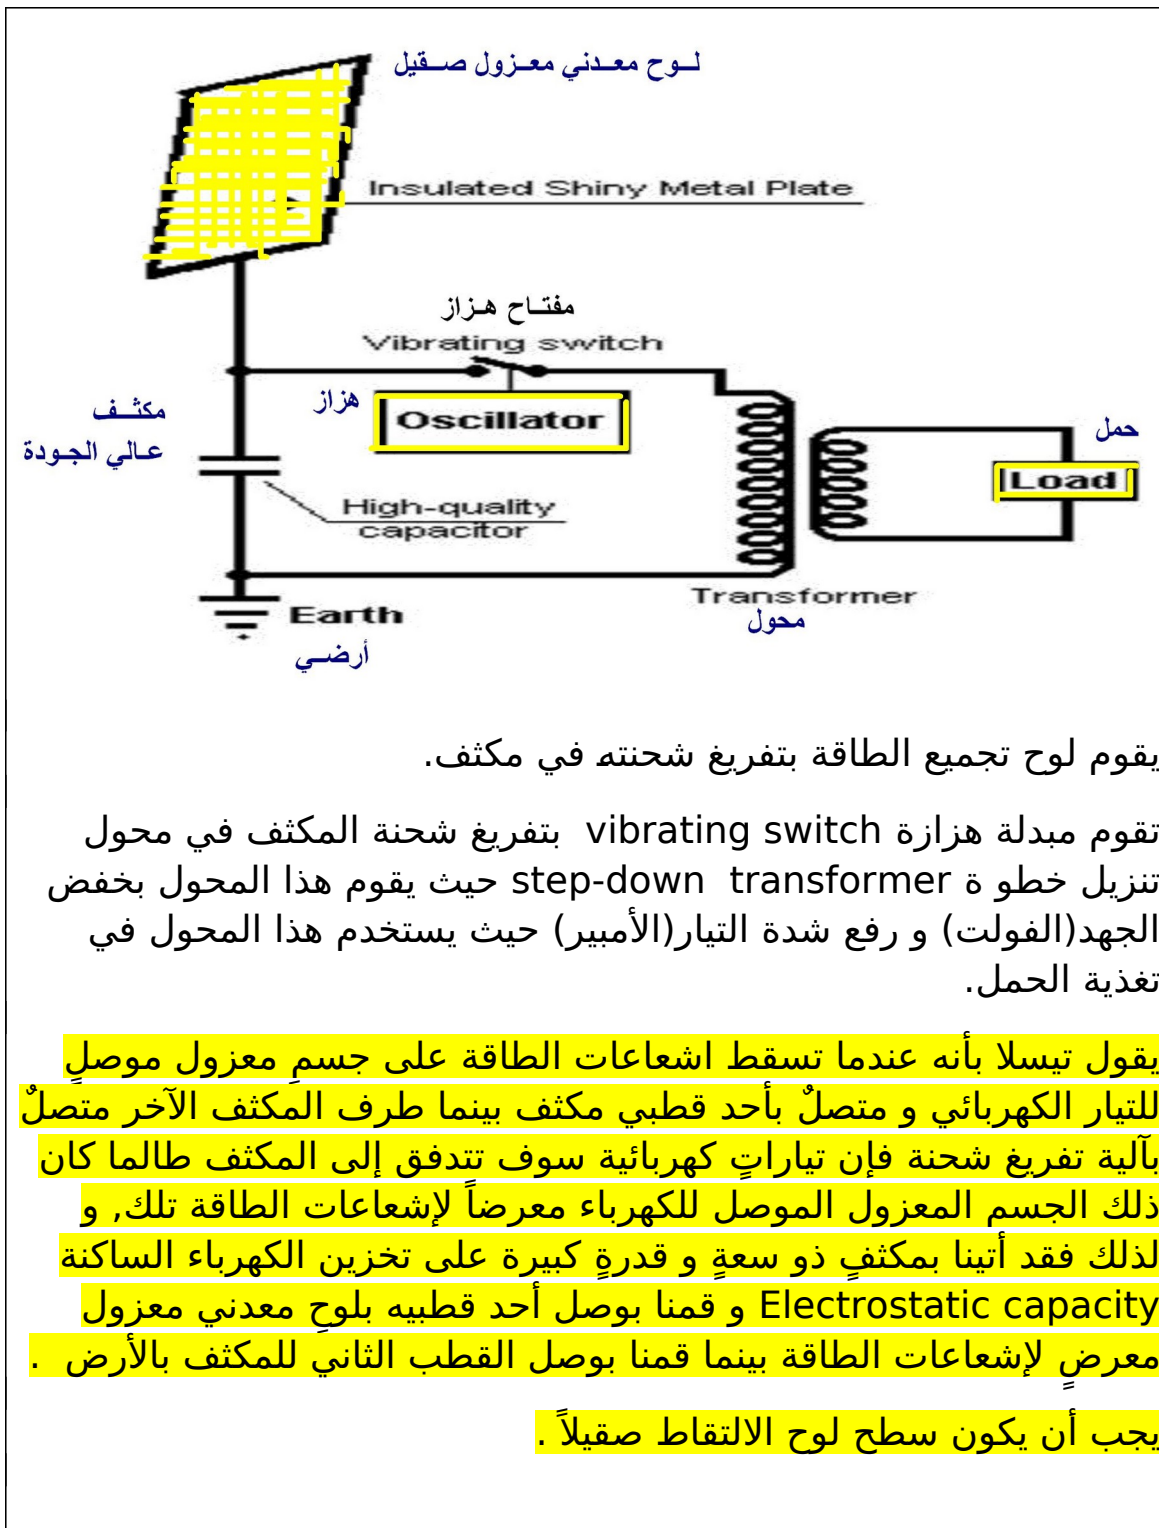 لـوح معـدني معـزول صـقيل
Insulated Shiny Metal Plate
مفتـاح هـزاز
Vibrating switch
هزاز
Oscillator
مكثـف
عـالي الجـودة
حمل
Load
High-quality
capacitor
Transformer
محول
Earth
أرضـي
يقوم لوح تجميع الطاقة بتفريغ شحنته في مكثف.
تقوم مبدلة هزازة vibrating switch بتفريغ شحنة المكثف في محول
تنزيل خطو ة step-down transformer حيث يقوم هذا المحول بخفض
الجهد(الفولت) و رفع شدة التيار(الأمبير) حيث يستخدم هذا المحول في
تغذية الحمل.
يقول تيسلا بأنه عندما تسقط اشعاعات الطاقة على جسمِ معزول موصلٍ
للتيار الكهربائي و متصلٌ بأحد قطبي مكثف بينما طرف المكثف الآخر متصلٌ
بآلية تفريغ شحنة فإن تياراتٍ كهربائية سوف تتدفق إلى المكثف طالما كان
ذلك الجسم المعزول الموصل للكهرباء معرضاً لإشعاعات الطاقة تلك, و
لذلك فقد أتينا بمكثفٍ ذو سعةٍ و قدرةٍ كبيرة على تخزين الكهرباء الساكنة
Electrostatic capacity و قمنا بوصل أحد قطبيه بلوحِ معدني معزول
معرضٍ لإشعاعات الطاقة بينما قمنا بوصل القطب الثاني للمكثف بالأرض .
يجب أن يكون سطح لوح الالتقاط صقيلاً .